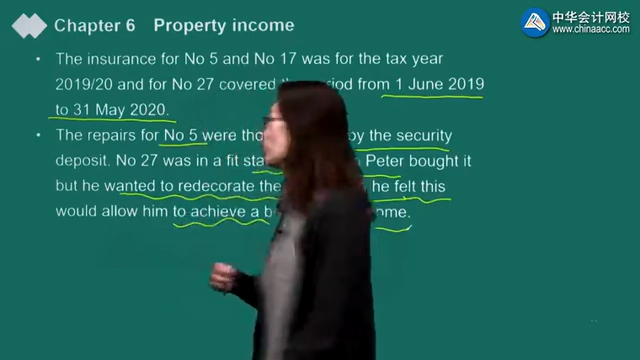 Chapter 6 Property income
中华会计网校
www.chinaacc.com
The insurance for No 5 and No 17 was for the tax year
2019/20 and for No 27 covered from 1 June 2019
to 31 May 2020.
The repairs for No 5 were by the security
deposit. No 27 was in a fit Peter bought it
but he wanted to redecorate he felt this
would allow him to achieve a